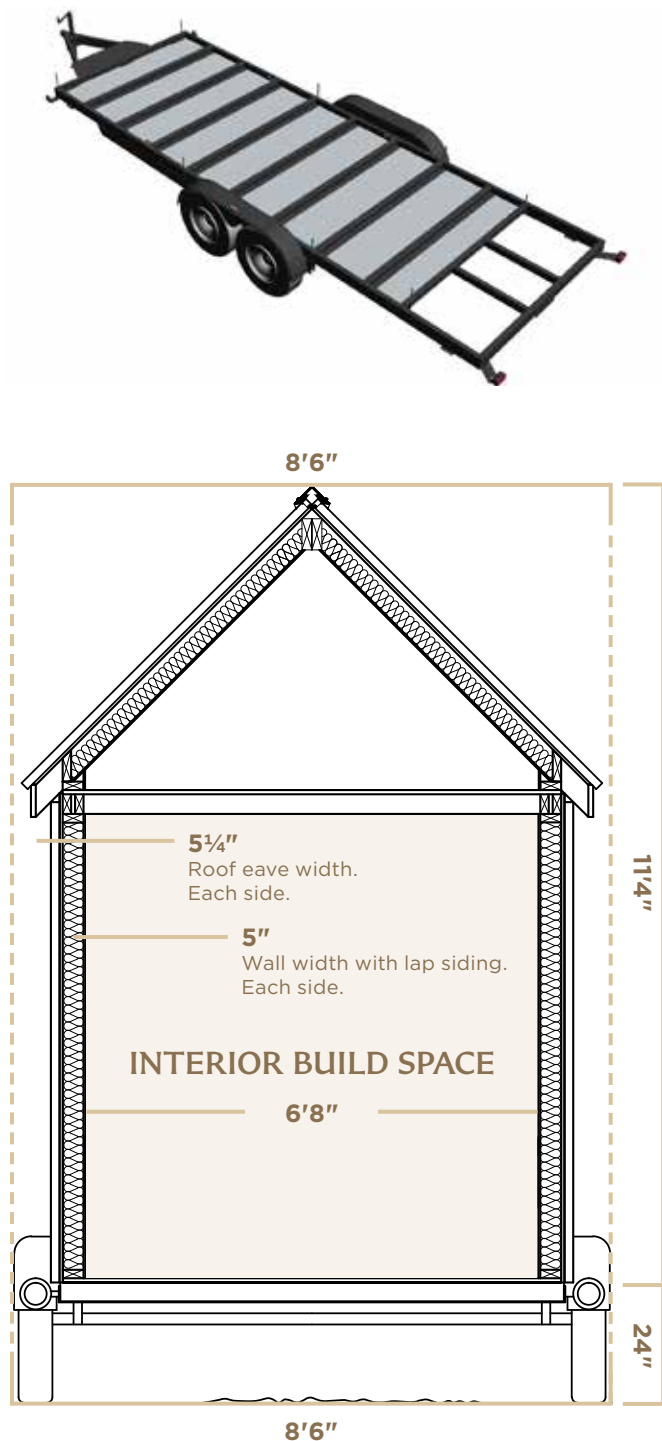 8'6"
5¼"
Roof eave width.
Each side.
11'4"
5"
Wall width with lap siding.
Each side.
INTERIOR BUILD SPACE
6'8"
24"
8'6"